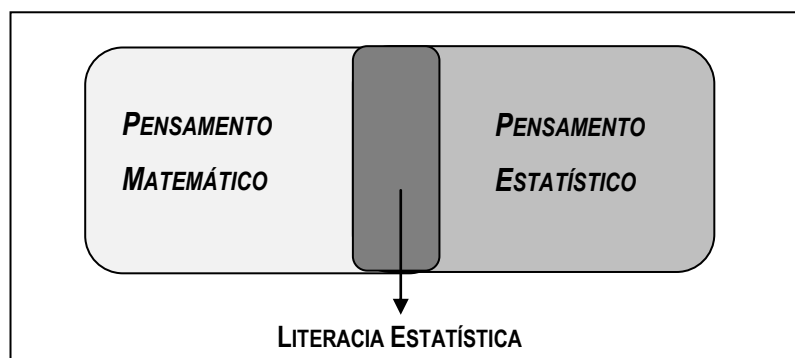 PENSAMENTO
MATEMÁTICO
PENSAMENTO
ESTATÍSTICO
LITERACIA ESTATÍSTICA